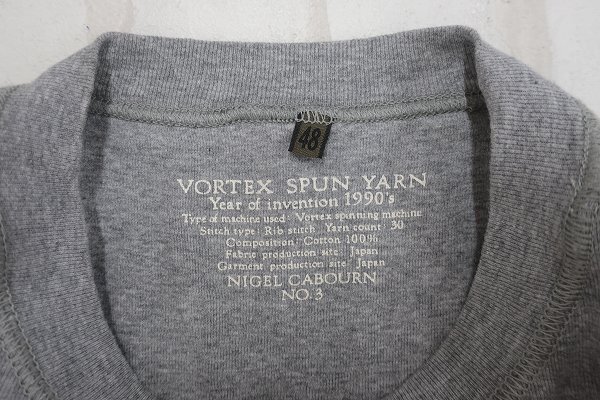 48
VORTEX SPUN YARN
Year of invention 1990's
Type of machine used : Vortex spinning machine
Stitch type : Rib stitch Yarn count : 30
Composition : Cotton 100%
Fabric production site : Japan
Garment production site : Japan
NIGEL CABOURN
NO.3